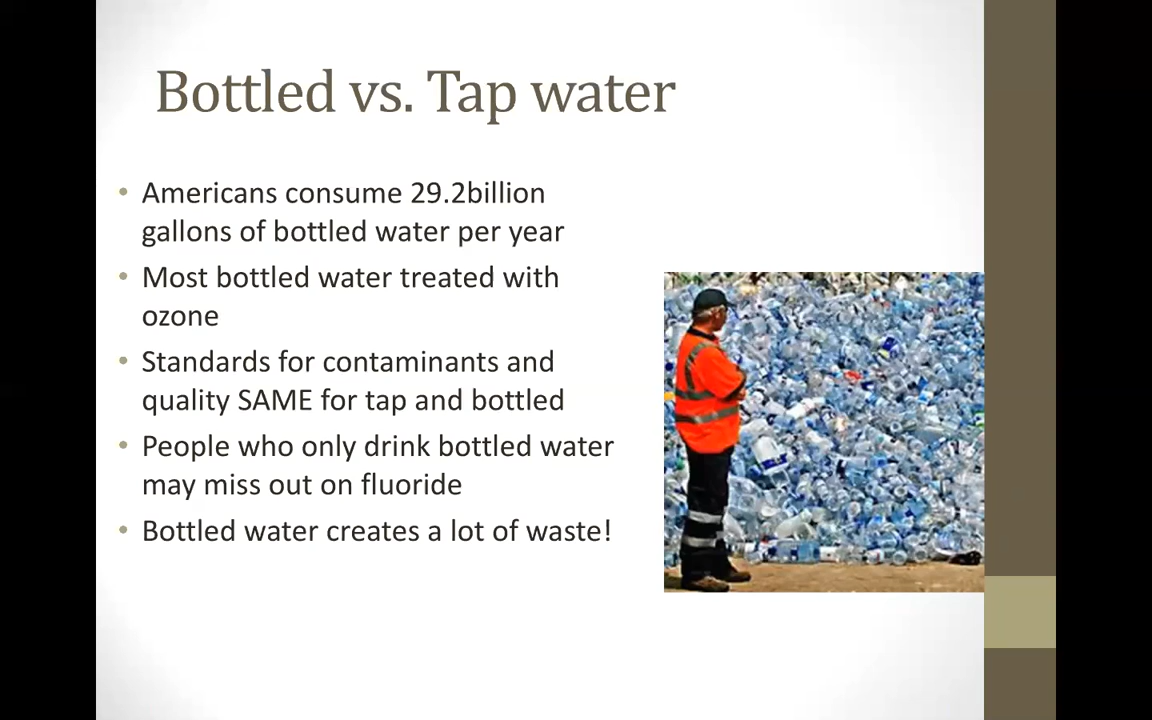 Bottled vs. Tap water
• Americans consume 29.2billion
gallons of bottled water per year
• Most bottled water treated with
ozone
• Standards for contaminants and
quality SAME for tap and bottled
• People who only drink bottled water
may miss out on fluoride
• Bottled water creates a lot of waste!